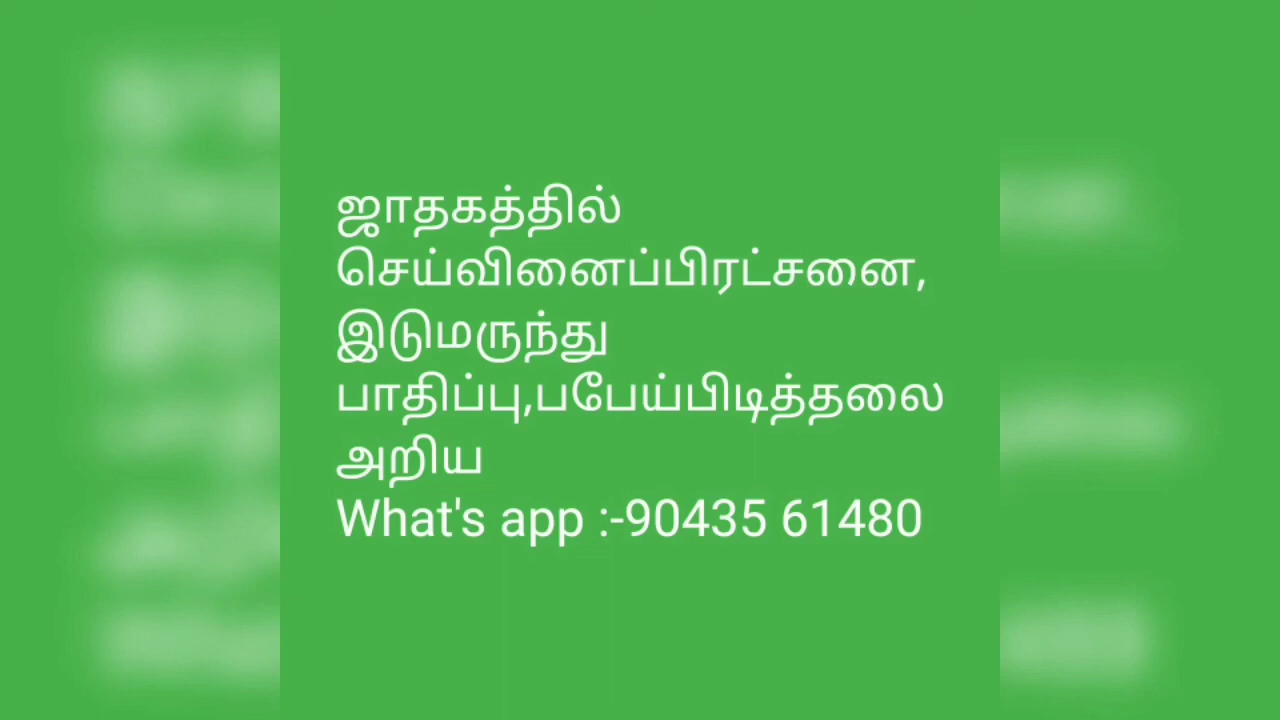 ஜாதகத்தில்
செய்வினைப்பிரட்சனை,
இடுமருந்து
பாதிப்பு,பபேய்பிடித்தலை
அறிய
What's app :-90435 61480